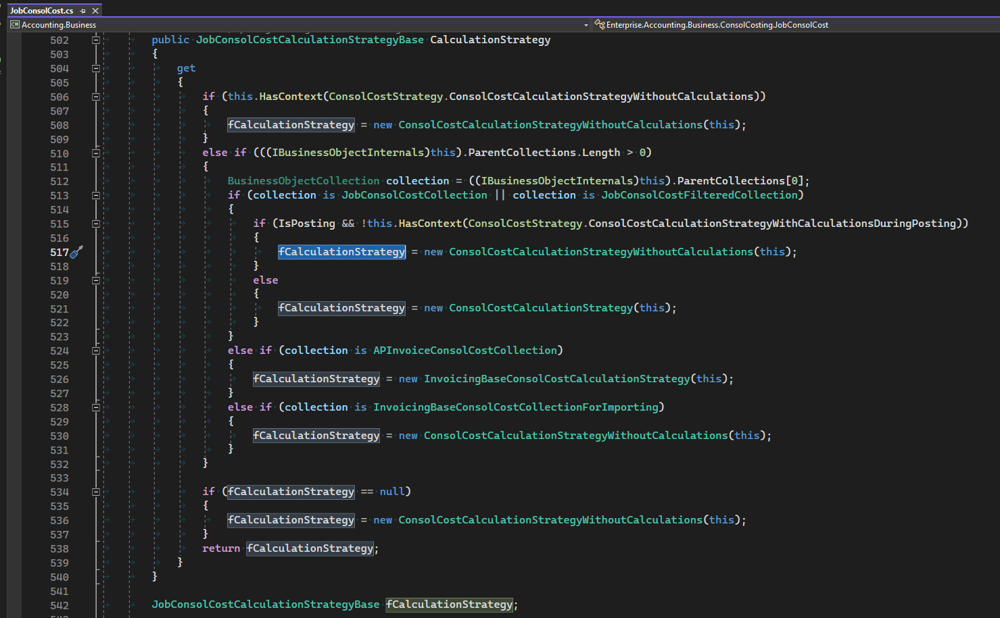 JobConsolCost.cs
Accounting.Business
Enterprise.Accounting.Business.ConsolCosting.JobConsolCost
502 public JobConsolCostCalculationStrategyBase CalculationStrategy
503 {
504 get
505 {
506 if (this.HasContext(ConsolCostStrategy.ConsolCostCalculationStrategyWithoutCalculations))
507 {
508 fCalculationStrategy = new ConsolCostCalculationStrategyWithoutCalculations(this);
509 }
510 else if (((IBusinessObjectInternals)this).ParentCollections.Length > 0)
511 {
512 BusinessObjectCollection collection = ((IBusinessObjectInternals)this).ParentCollections[0];
513 if (collection is JobConsolCostCollection || collection is JobConsolCostFilteredCollection)
514 {
515 if (IsPosting && !this.HasContext(ConsolCostStrategy.ConsolCostCalculationStrategyWithCalculationsDuringPosting))
516 {
517 fCalculationStrategy = new ConsolCostCalculationStrategyWithoutCalculations(this);
518 }
519 else
520 {
521 fCalculationStrategy = new ConsolCostCalculationStrategy(this);
522 }
523 }
524 else if (collection is APInvoiceConsolCostCollection)
525 {
526 fCalculationStrategy = new InvoicingBaseConsolCostCalculationStrategy(this);
527 }
528 else if (collection is InvoicingBaseConsolCostCollectionForImporting)
529 {
530 fCalculationStrategy = new ConsolCostCalculationStrategyWithoutCalculations(this);
531 }
532 }
533
534 if (fCalculationStrategy == null)
535 {
536 fCalculationStrategy = new ConsolCostCalculationStrategyWithoutCalculations(this);
537 }
538 return fCalculationStrategy;
539 }
540 }
541
542 JobConsolCostCalculationStrategyBase fCalculationStrategy;